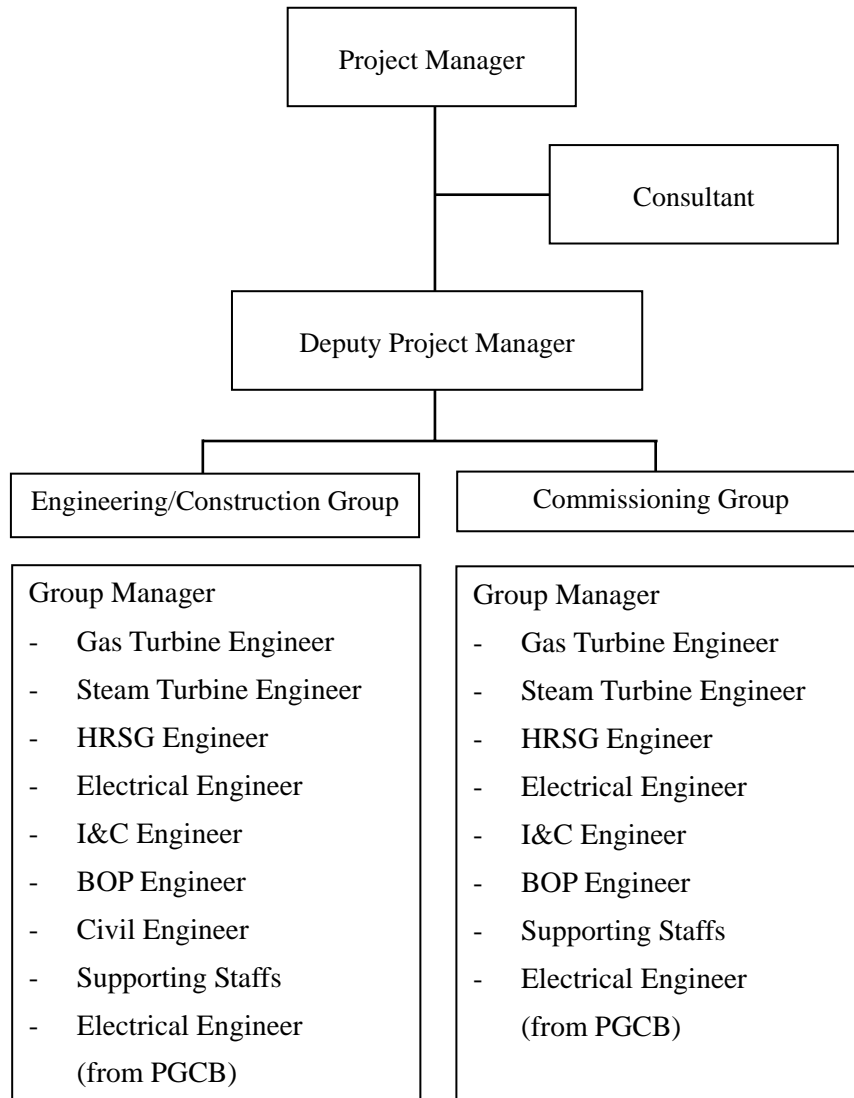 Project Manager
Consultant
Deputy Project Manager
Engineering/Construction Group
Commissioning Group
Group Manager
- Gas Turbine Engineer
- Steam Turbine Engineer
- HRSG Engineer
- Electrical Engineer
- I&C Engineer
- BOP Engineer
- Civil Engineer
- Supporting Staffs
- Electrical Engineer
(from PGCB)
Group Manager
- Gas Turbine Engineer
- Steam Turbine Engineer
- HRSG Engineer
- Electrical Engineer
- I&C Engineer
- BOP Engineer
- Supporting Staffs
- Electrical Engineer
(from PGCB)